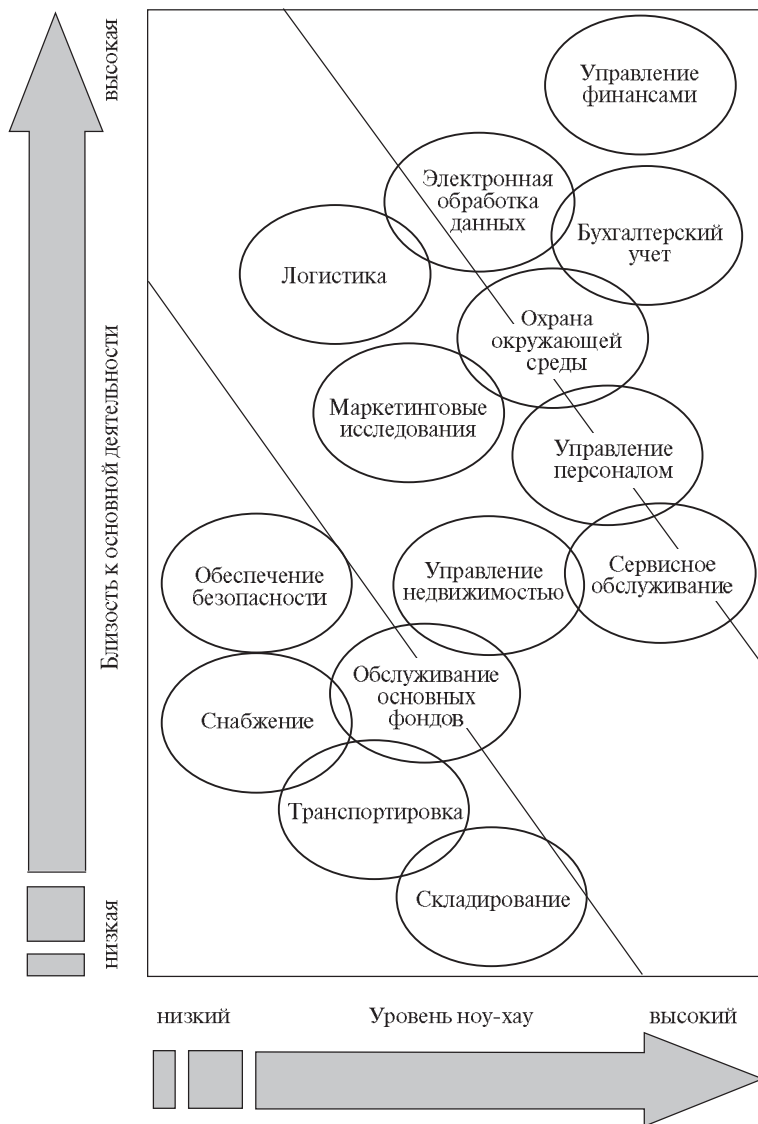 высокая
Управление
финансами
Электронная
обработка
данных
Бухгалтерский
учет
Логистика
Охрана
окружающей
среды
Близость к основной деятельности
Маркетинговые
исследования
Управление
персоналом
Обеспечение
безопасности
Управление
недвижимостью
Сервисное
обслуживание
Обслуживание
основных
фондов
Снабжение
Транспортировка
Складирование
низкая
низкий
Уровень ноу-хау
высокий